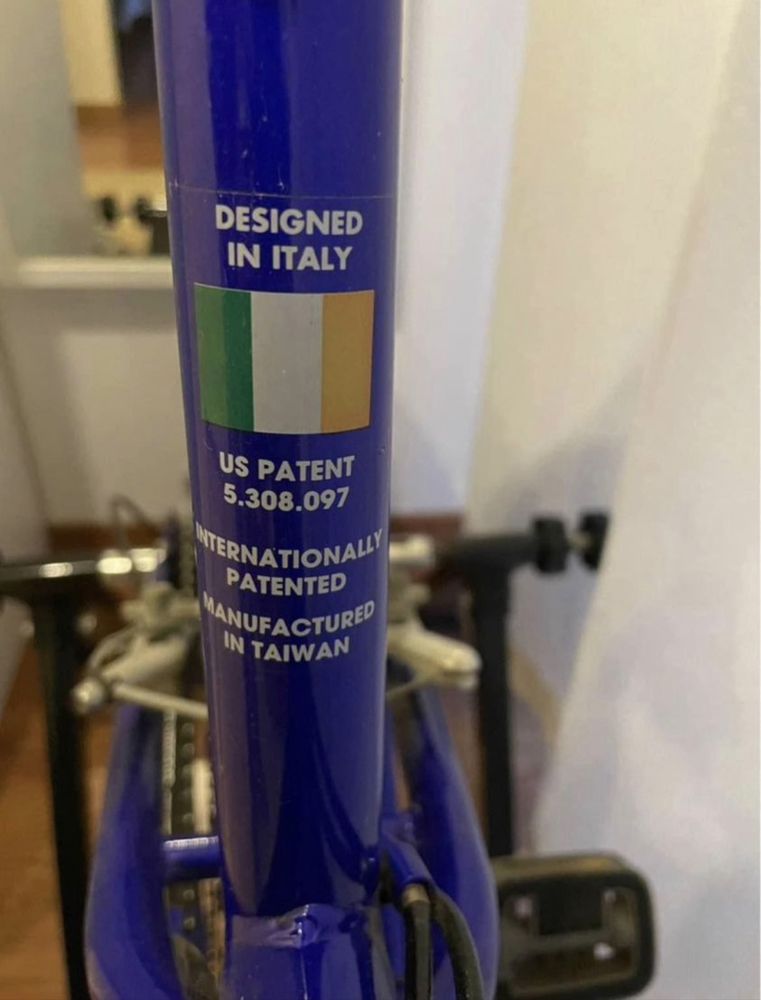 DESIGNED
IN ITALY
US PATENT
5.308.097
INTERNATIONALLY
PATENTED
MANUFACTURED
IN TAIWAN